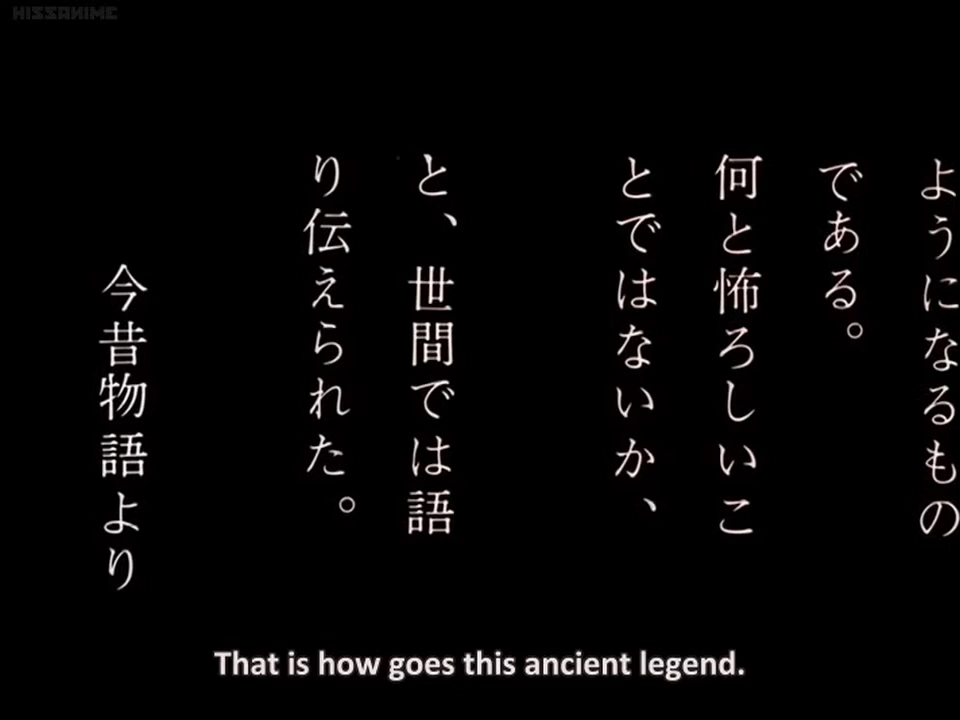 HISSANIME
ようになるもの
である。
何と怖ろしいこ
とではないか、
と、世間では語
り伝えられた。
今昔物語より
That is how goes this ancient legend.